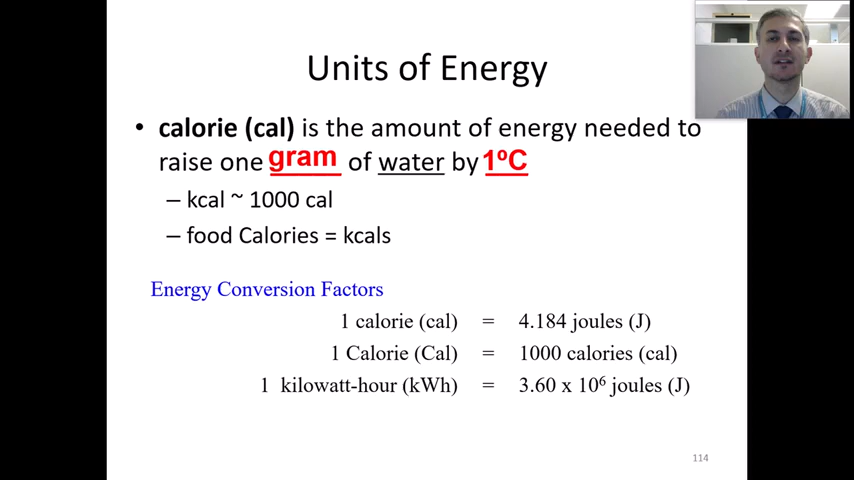 Units of Energy
• calorie (cal) is the amount of energy needed to
raise one gram of water by 1ºC
– kcal ~ 1000 cal
– food Calories = kcals
Energy Conversion Factors
1 calorie (cal) = 4.184 joules (J)
1 Calorie (Cal) = 1000 calories (cal)
1 kilowatt-hour (kWh) = 3.60 x 10⁶ joules (J)
114